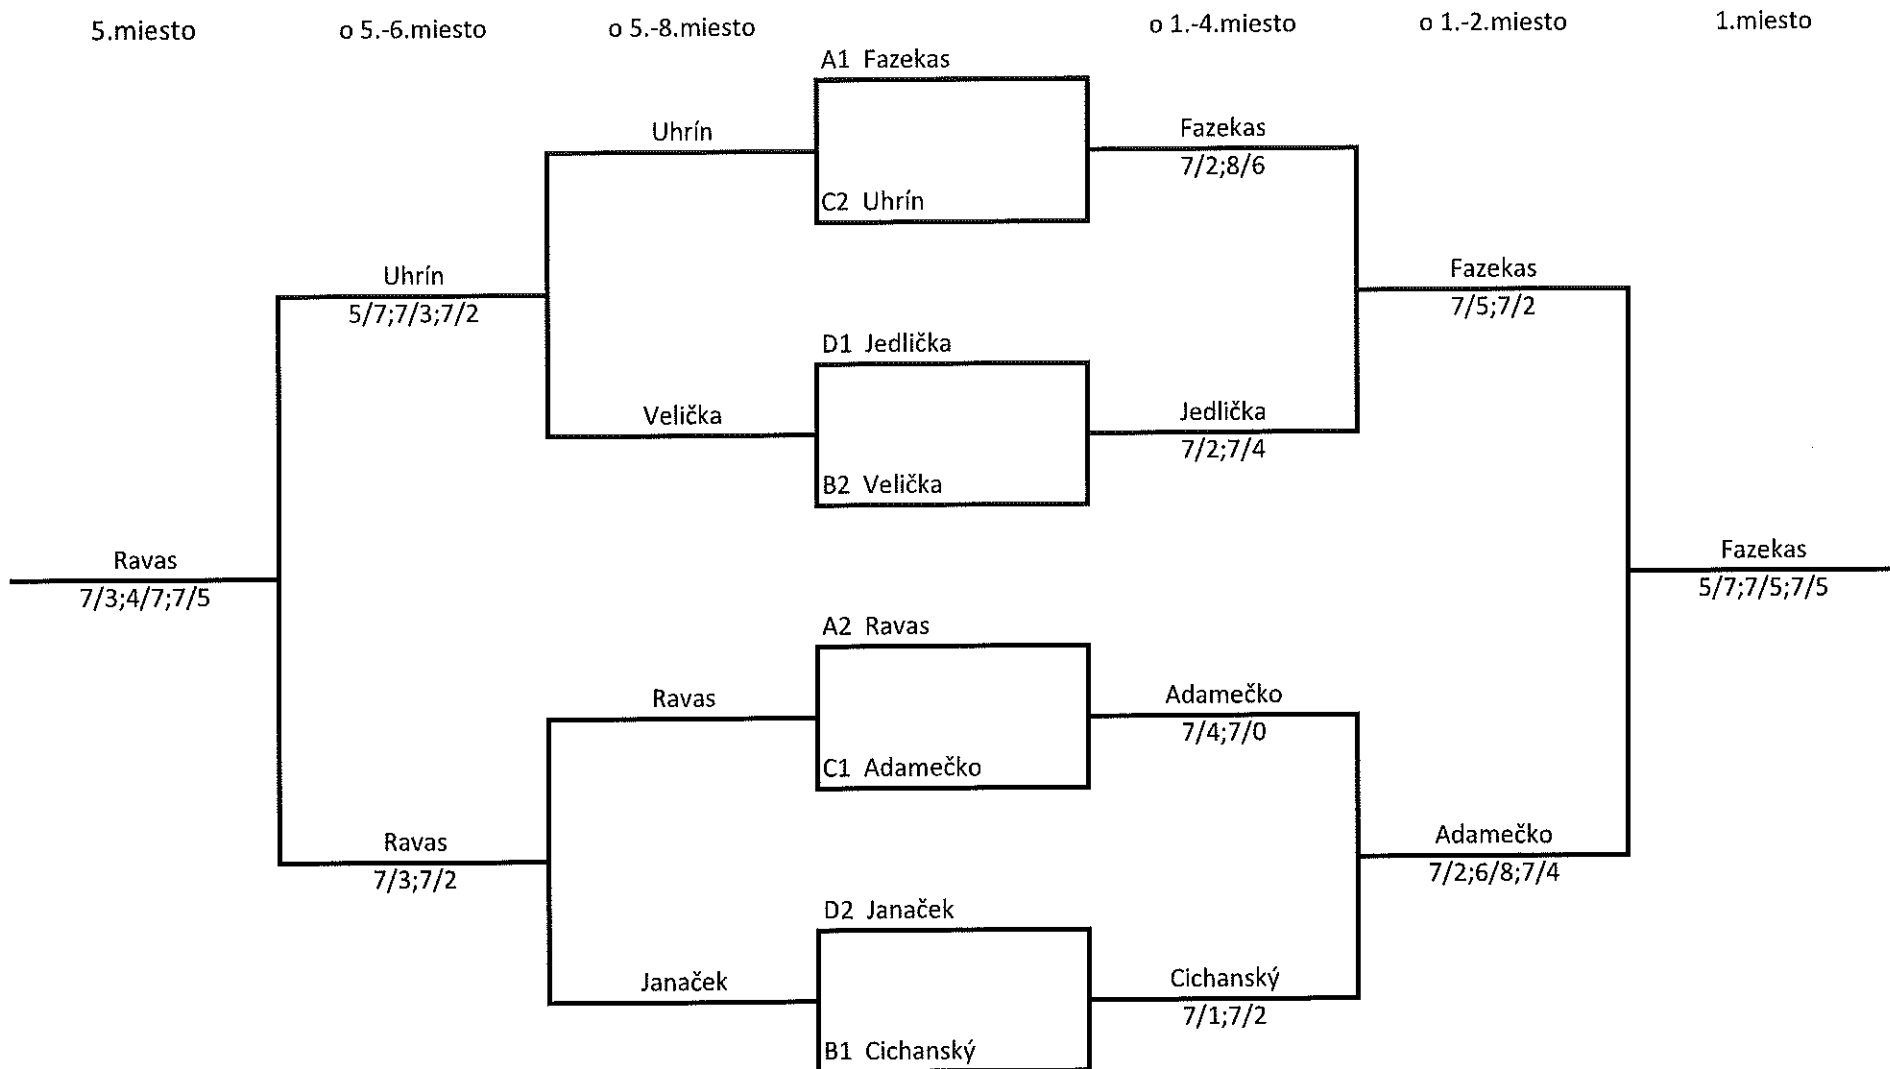 5.miesto
o 5.-6.miesto
o 5.-8.miesto
o 1.-4.miesto
o 1.-2.miesto
1.miesto
A1 Fazekas
Uhrín
Fazekas
7/2;8/6
C2 Uhrín
Uhrín
5/7;7/3;7/2
Fazekas
7/5;7/2
D1 Jedlička
Velička
Jedlička
7/2;7/4
B2 Velička
Ravas
7/3;4/7;7/5
Fazekas
5/7;7/5;7/5
A2 Ravas
Ravas
Adamečko
7/4;7/0
C1 Adamečko
Ravas
7/3;7/2
Adamečko
7/2;6/8;7/4
D2 Janaček
Janaček
Cichanský
7/1;7/2
B1 Cichanský